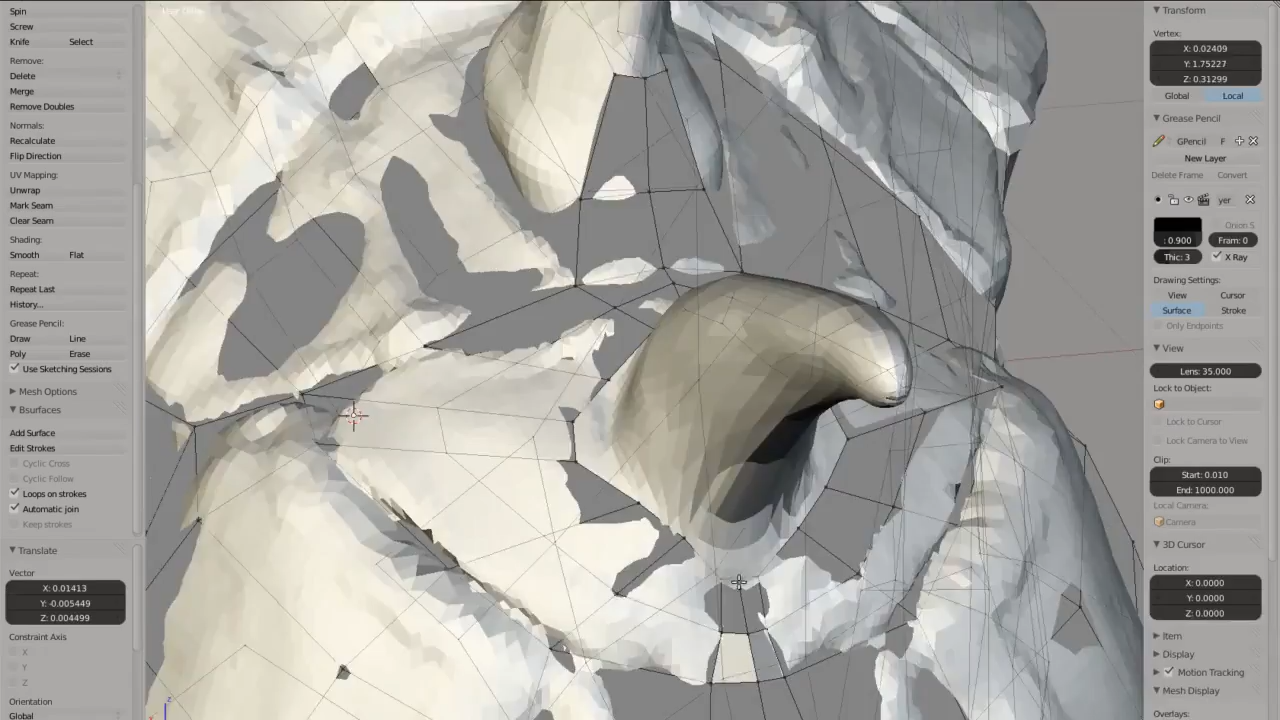 Spin
Screw
Knife Select
Remove:
Delete
Merge
Remove Doubles
Normals:
Recalculate
Flip Direction
UV Mapping:
Unwrap
Mark Seam
Clear Seam
Shading:
Smooth Flat
Repeat:
Repeat Last
History...
Grease Pencil:
Draw Line
Poly Erase
Use Sketching Sessions
Mesh Options
Bsurfaces
Add Surface
Edit Strokes
Cyclic Cross
Cyclic Follow
Loops on strokes
Automatic join
Keep strokes
Translate
Vector
X: 0.01413
Y: -0.005449
Z: 0.004499
Constraint Axis
X
Y
Z
Orientation
Global
z
Transform
Vertex:
X: 0.02409
Y: 1.75227
Z: 0.31299
Global Local
Grease Pencil
GPencil F
New Layer
Delete Frame Convert
yer
Onion S
: 0.900 Fram: 0
Thic: 3 X Ray
Drawing Settings:
View Cursor
Surface Stroke
Only Endpoints
View
Lens: 35.000
Lock to Object:
Lock to Cursor
Lock Camera to View
Clip:
Start: 0.010
End: 1000.000
Local Camera:
Camera
3D Cursor
Location:
X: 0.0000
Y: 0.0000
Z: 0.0000
Item
Display
Motion Tracking
Mesh Display
Overlays: